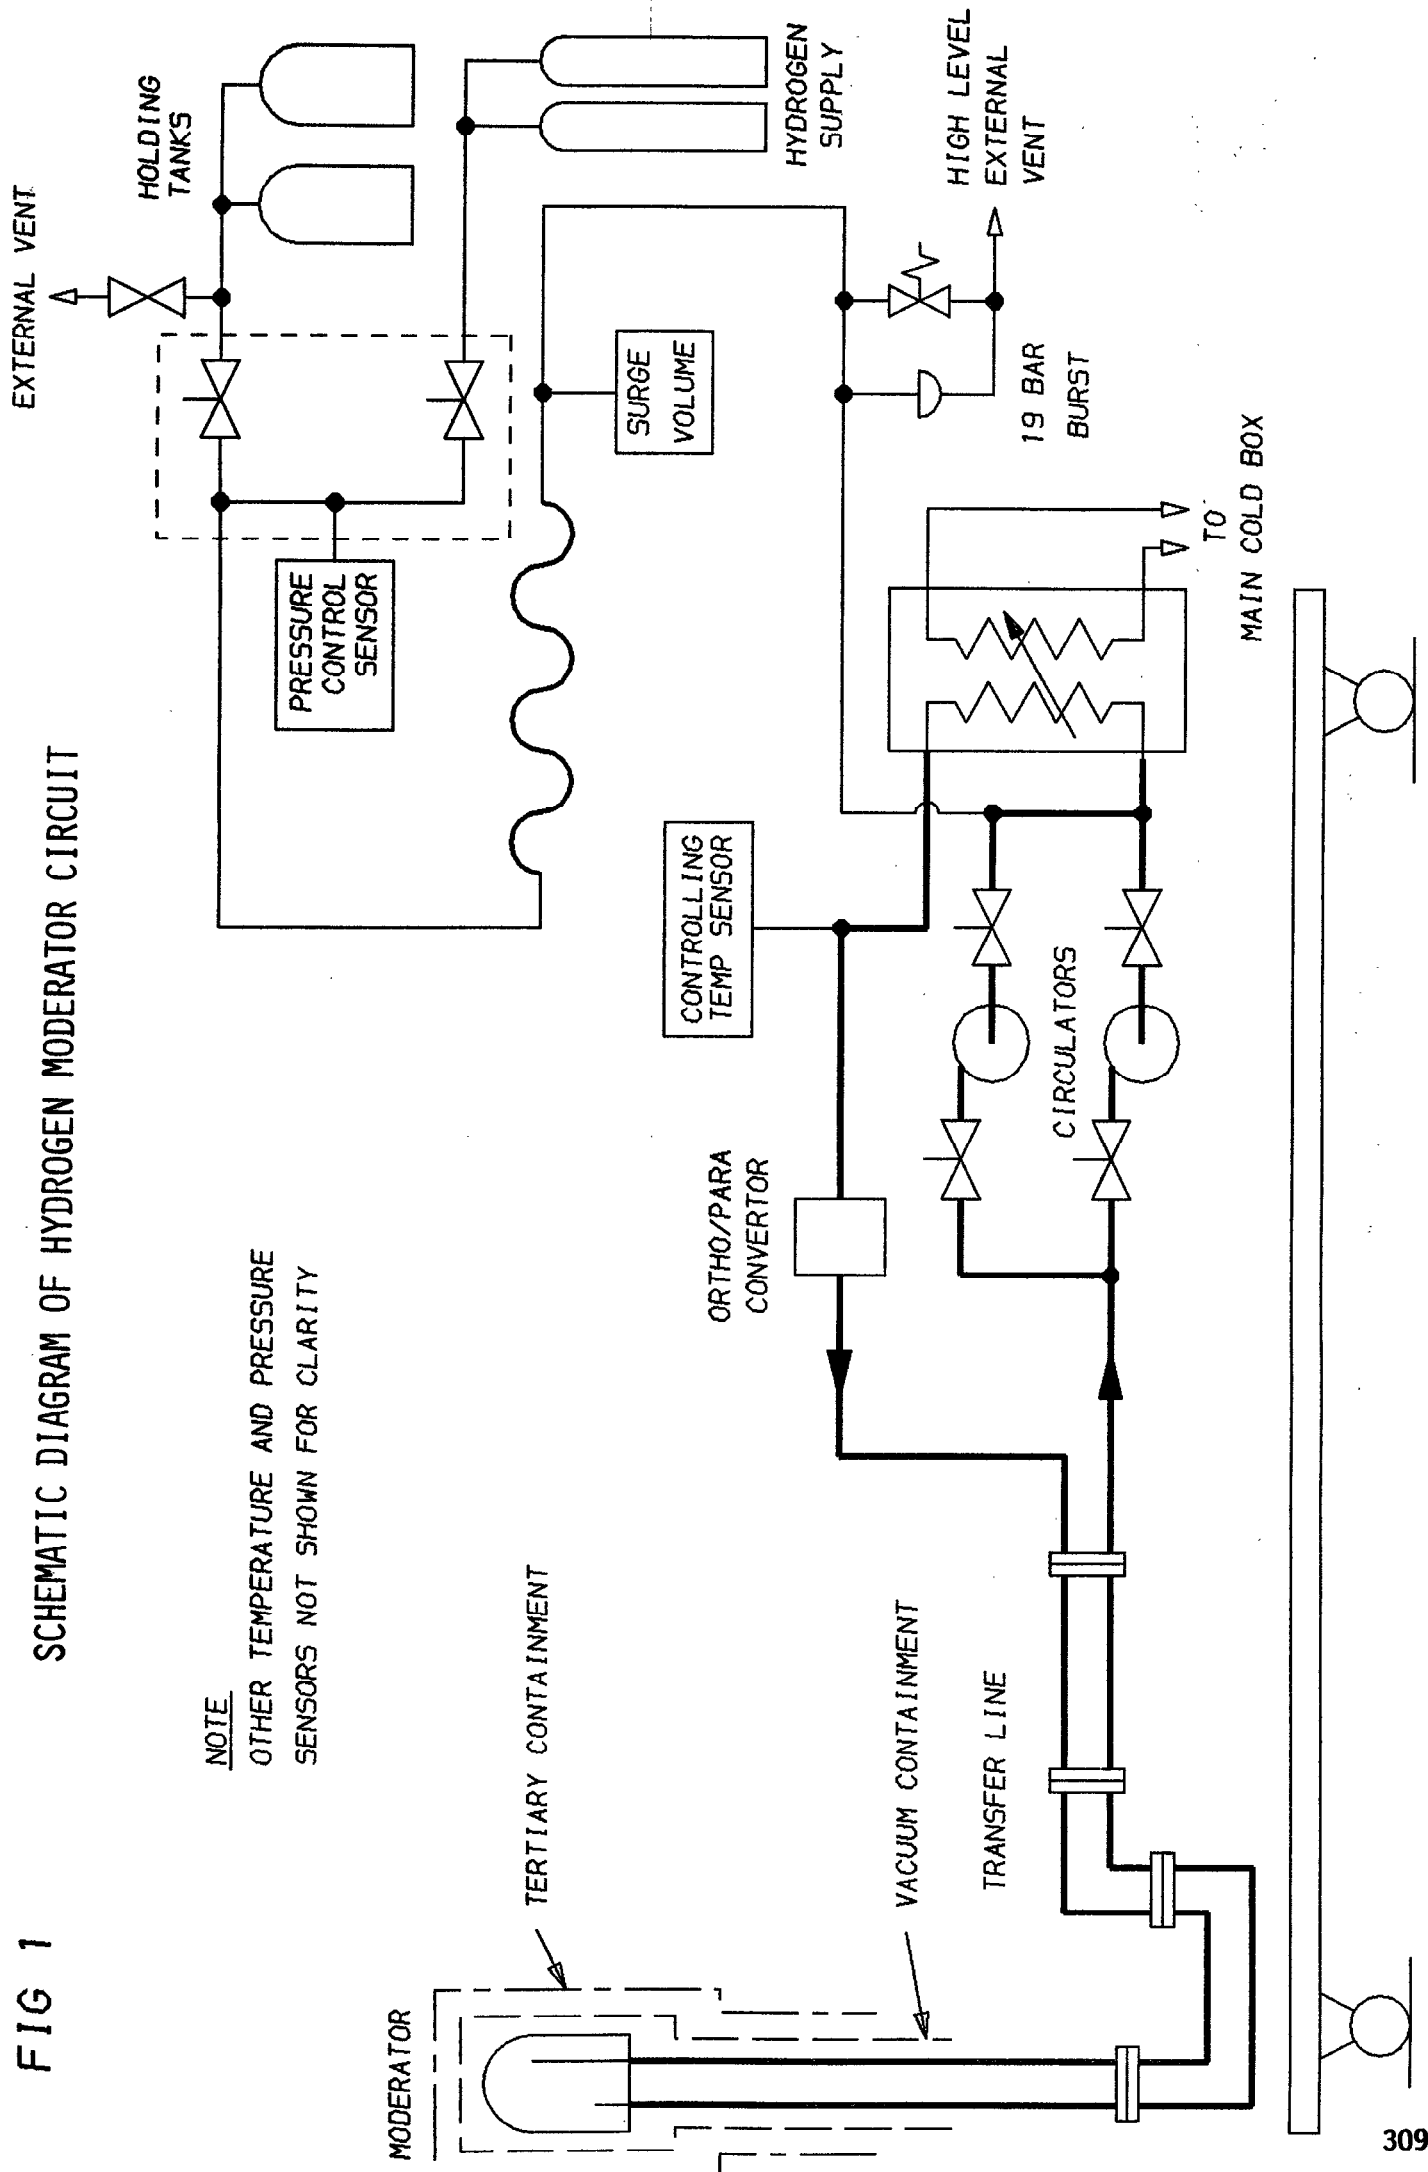 FIG 1
SCHEMATIC DIAGRAM OF HYDROGEN MODERATOR CIRCUIT
NOTE
OTHER TEMPERATURE AND PRESSURE
SENSORS NOT SHOWN FOR CLARITY
EXTERNAL VENT
HOLDING
TANKS
PRESSURE
CONTROL
SENSOR
HYDROGEN
SUPPLY
SURGE
VOLUME
HIGH LEVEL
EXTERNAL
VENT
19 BAR
BURST
CONTROLLING
TEMP SENSOR
TO
MAIN COLD BOX
ORTHO/PARA
CONVERTOR
CIRCULATORS
MODERATOR
TERTIARY CONTAINMENT
VACUUM CONTAINMENT
TRANSFER LINE
309